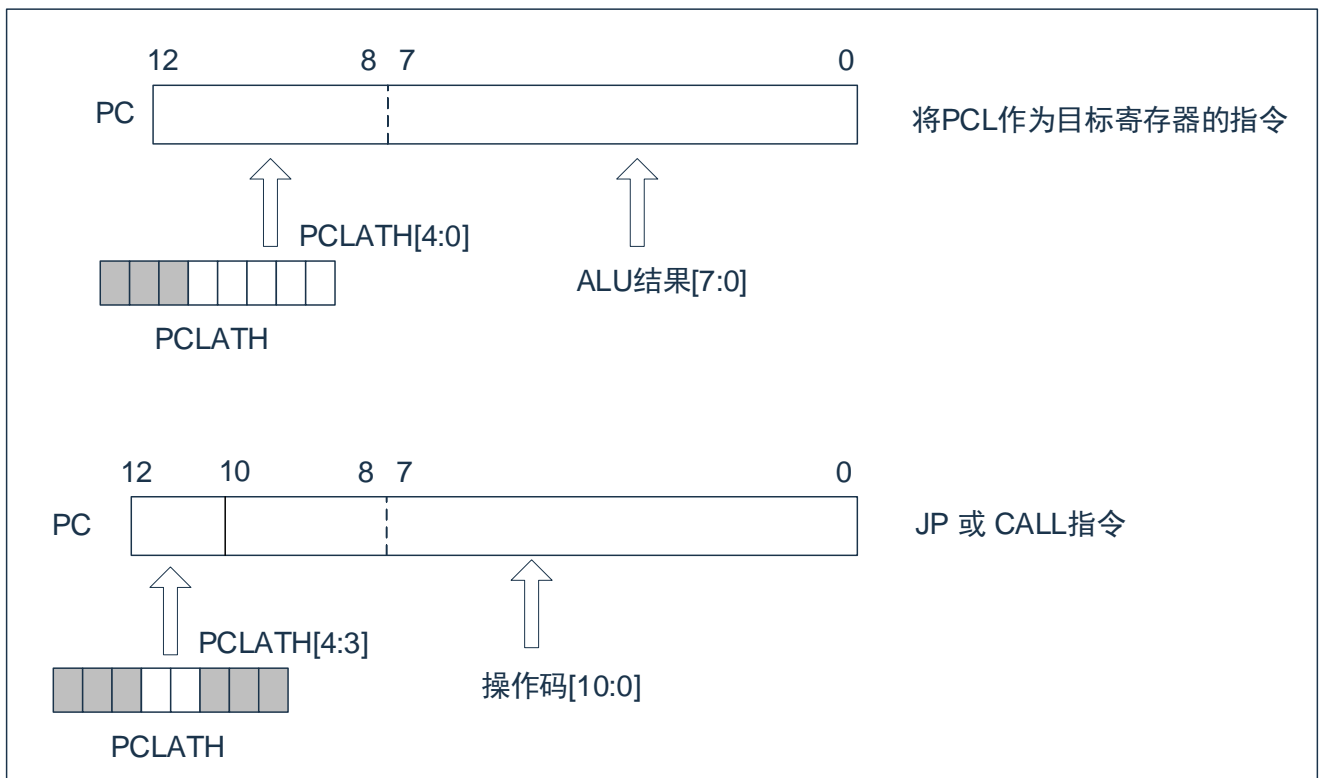 12 8 7 0
PC
将PCL作为目标寄存器的指令
PCLATH[4:0]
ALU结果[7:0]
PCLATH
12 10 8 7 0
PC
JP 或 CALL指令
PCLATH[4:3]
操作码[10:0]
PCLATH